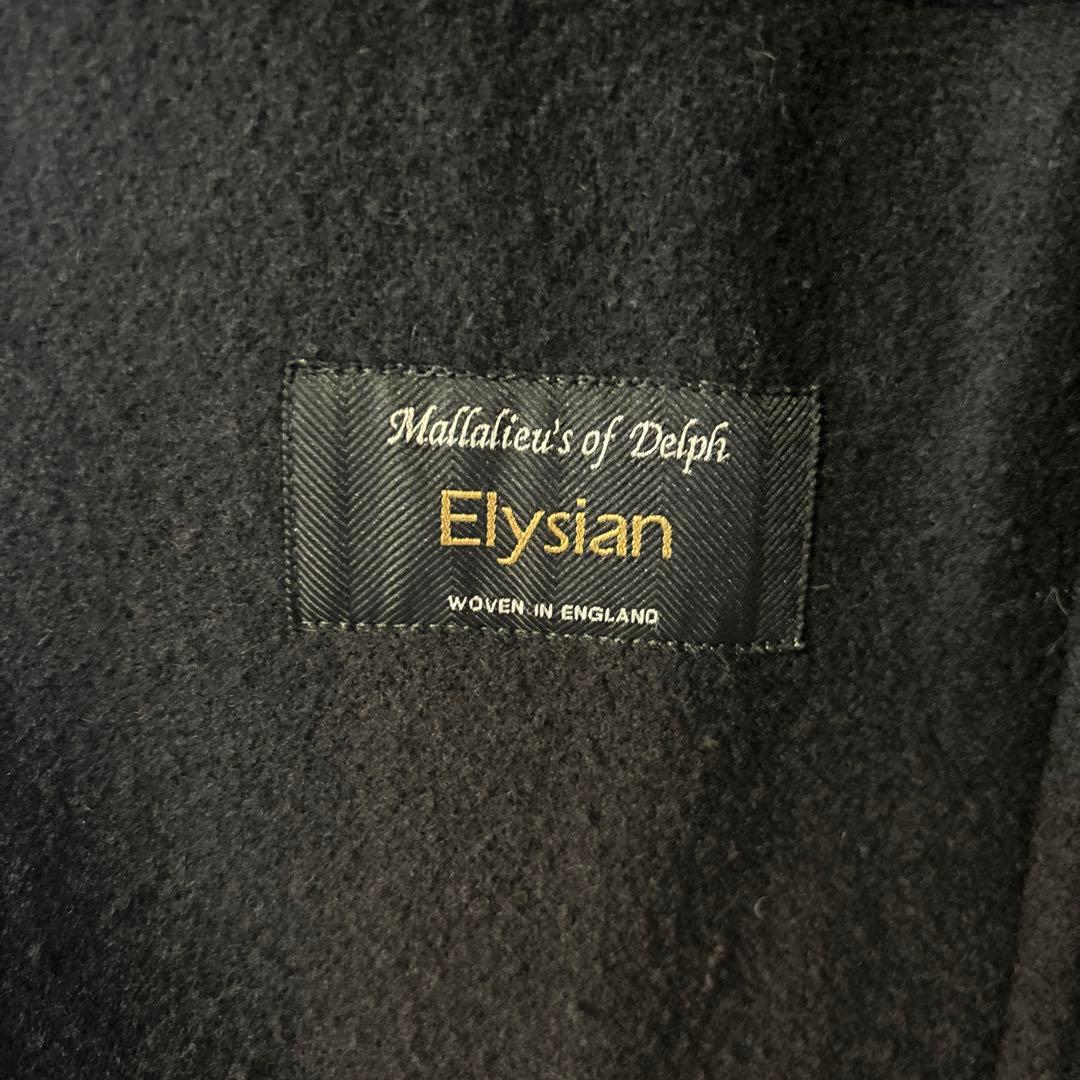 Mallalieu's of Delph
Elysian
WOVEN IN ENGLAND